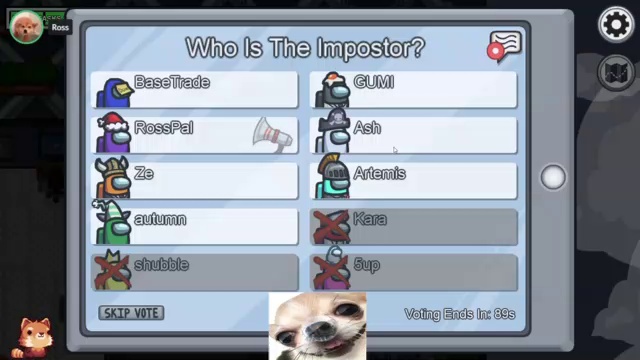 Ross
Who Is The Impostor?
BaseTrade
GUMI
RossPal
Ash
Ze
Artemis
autumn
Kara
shubble
5up
SKIP VOTE
Voting Ends In: 89s